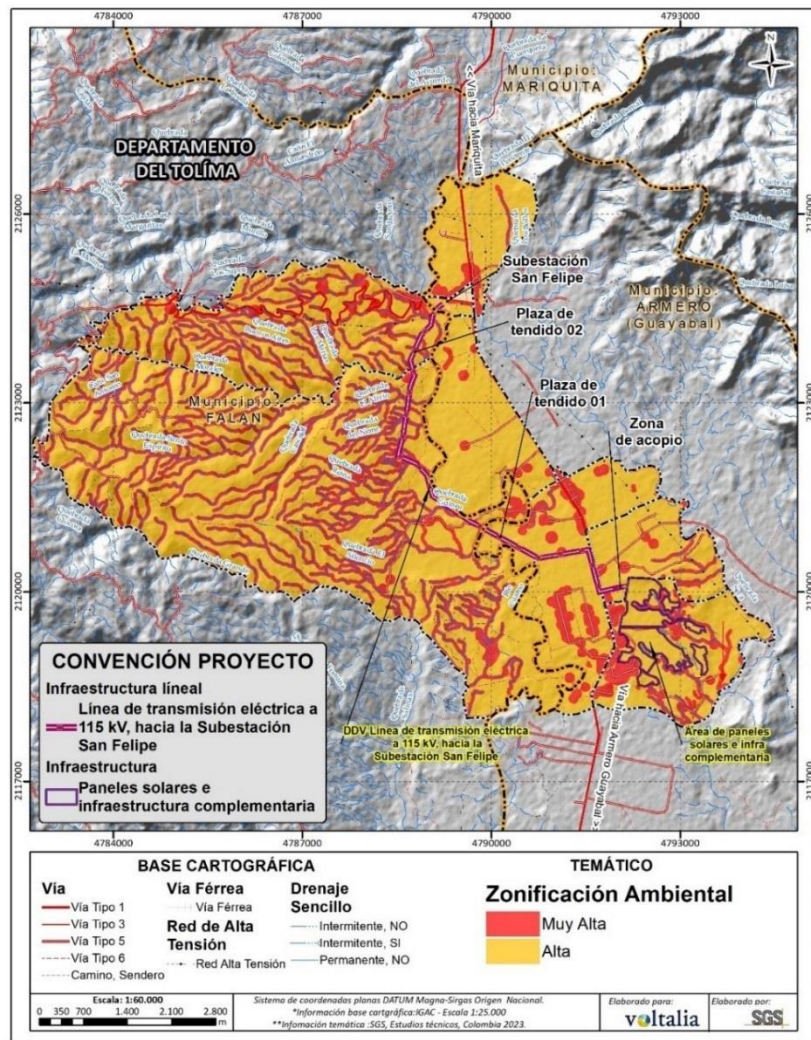 4784000
4787000
4790000
4793000
2126000
2123000
2120000
2117000
2126000
2123000
2120000
2117000
4784000
4787000
4790000
4793000
Z
Municipio:
MARIQUITA
<< Vía hacia Mariquita
DEPARTAMENTO
DEL TOLÍMA
Subestación
San Felipe
Municipio:
ARMERO
(Guayabal)
Plaza de
tendido 02
Plaza de
tendido 01
Zona
de acopio
Municipio:
FALAN
DDV Línea de transmisión eléctrica
a 115 kV, hacia la
Subestación San Felipe
Area de paneles
solares e infra
complementaria
Vía hacia Armero Guayabal >>
CONVENCIÓN PROYECTO
Infraestructura líneal
Línea de transmisión eléctrica a
115 kV, hacia la Subestación
San Felipe
Infraestructura
Paneles solares e
infraestructura complementaria
BASE CARTOGRÁFICA
Vía
Vía Tipo 1
Vía Tipo 3
Vía Tipo 5
Vía Tipo 6
Camino, Sendero
Vía Férrea
Vía Férrea
Red de Alta
Tensión
Red Alta Tensión
Drenaje
Sencillo
Intermitente, NO
Intermitente, SI
Permanente, NO
TEMÁTICO
Zonificación Ambiental
Muy Alta
Alta
Escala: 1:60.000
0 350 700 1.400 2.100 2.800
m
Sistema de coordenadas planas DATUM Magna-Sirgas Origen Nacional.
*Información base cartgráfica:IGAC - Escala 1:25.000
**Infomación temática :SGS, Estudios técnicos, Colombia 2023.
Elaborado para:
voltalia
Elaborado por:
SGS